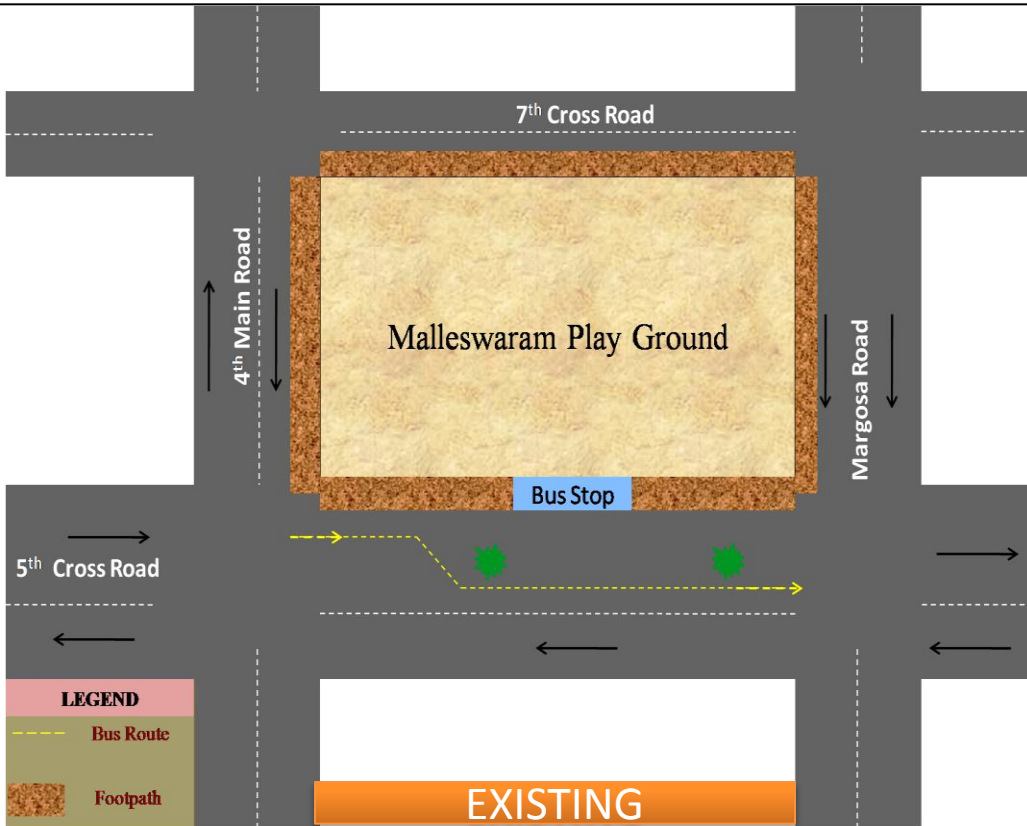 7th Cross Road
4th Main Road
Malleswaram Play Ground
Margosa Road
Bus Stop
5th Cross Road
LEGEND
Bus Route
Footpath
EXISTING